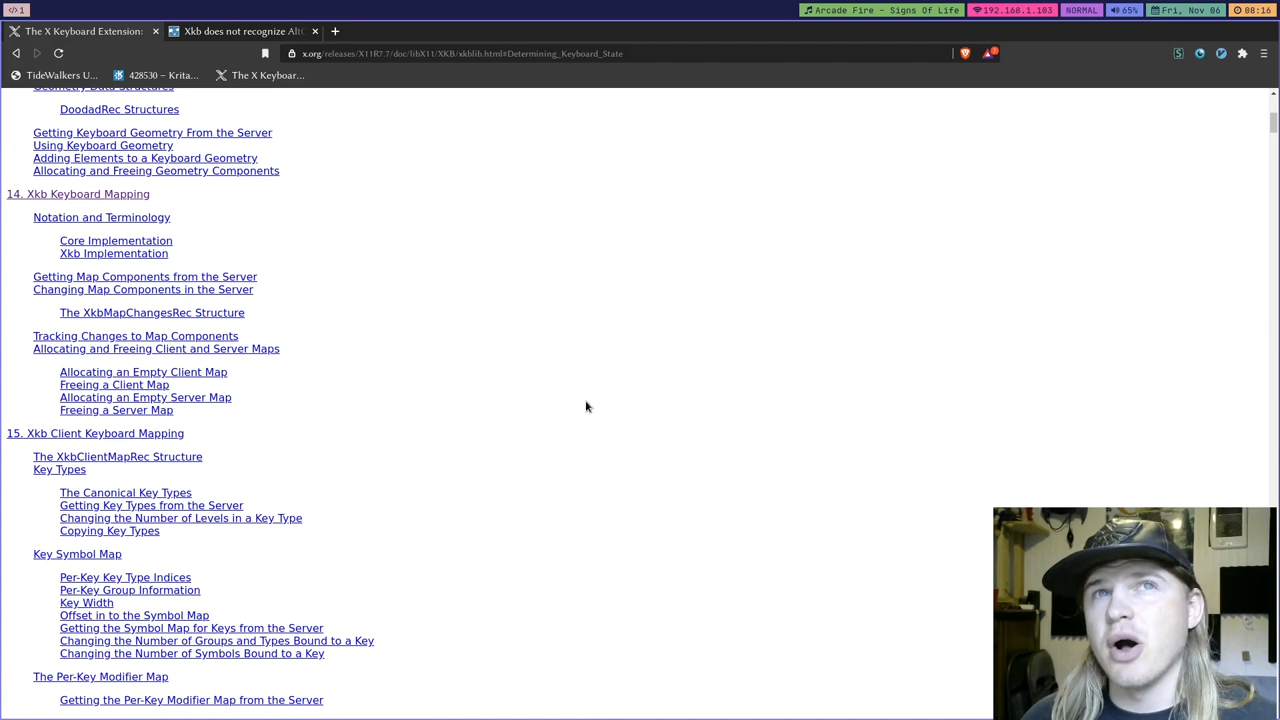 1
Arcade Fire - Signs Of Life
192.168.1.103
NORMAL
65%
Fri, Nov 06
08:16
The X Keyboard Extension:
Xkb does not recognize AltG
x.org/releases/X11R7.7/doc/libX11/XKB/xkblib.html#Determining_Keyboard_State
TideWalkers U...
428530 – Krita...
The X Keyboar...
Geometry Data Structures
DoodadRec Structures
Getting Keyboard Geometry From the Server
Using Keyboard Geometry
Adding Elements to a Keyboard Geometry
Allocating and Freeing Geometry Components
14. Xkb Keyboard Mapping
Notation and Terminology
Core Implementation
Xkb Implementation
Getting Map Components from the Server
Changing Map Components in the Server
The XkbMapChangesRec Structure
Tracking Changes to Map Components
Allocating and Freeing Client and Server Maps
Allocating an Empty Client Map
Freeing a Client Map
Allocating an Empty Server Map
Freeing a Server Map
15. Xkb Client Keyboard Mapping
The XkbClientMapRec Structure
Key Types
The Canonical Key Types
Getting Key Types from the Server
Changing the Number of Levels in a Key Type
Copying Key Types
Key Symbol Map
Per-Key Key Type Indices
Per-Key Group Information
Key Width
Offset in to the Symbol Map
Getting the Symbol Map for Keys from the Server
Changing the Number of Groups and Types Bound to a Key
Changing the Number of Symbols Bound to a Key
The Per-Key Modifier Map
Getting the Per-Key Modifier Map from the Server